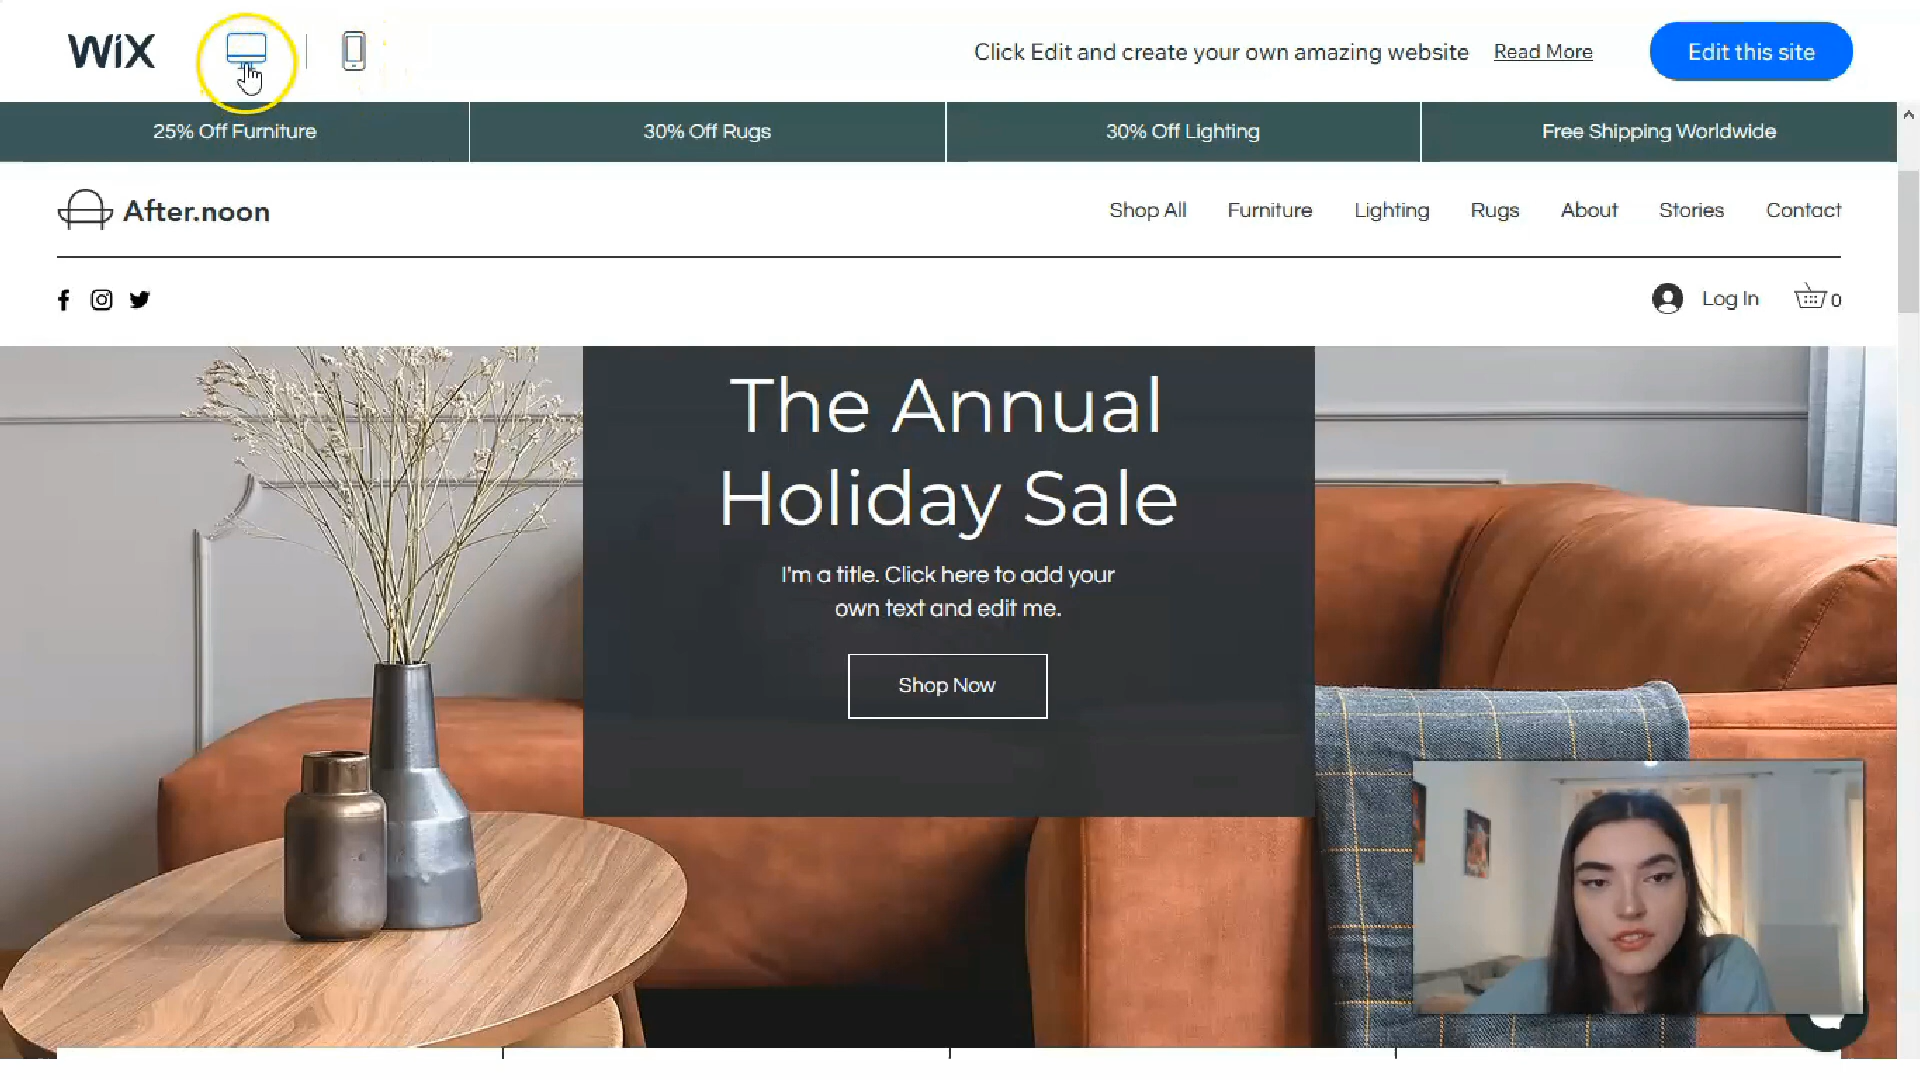 WiX
Click Edit and create your own amazing website Read More
Edit this site
25% Off Furniture
30% Off Rugs
30% Off Lighting
Free Shipping Worldwide
After.noon
Shop All
Furniture
Lighting
Rugs
About
Stories
Contact
Log In
0
The Annual
Holiday Sale
I'm a title. Click here to add your
own text and edit me.
Shop Now